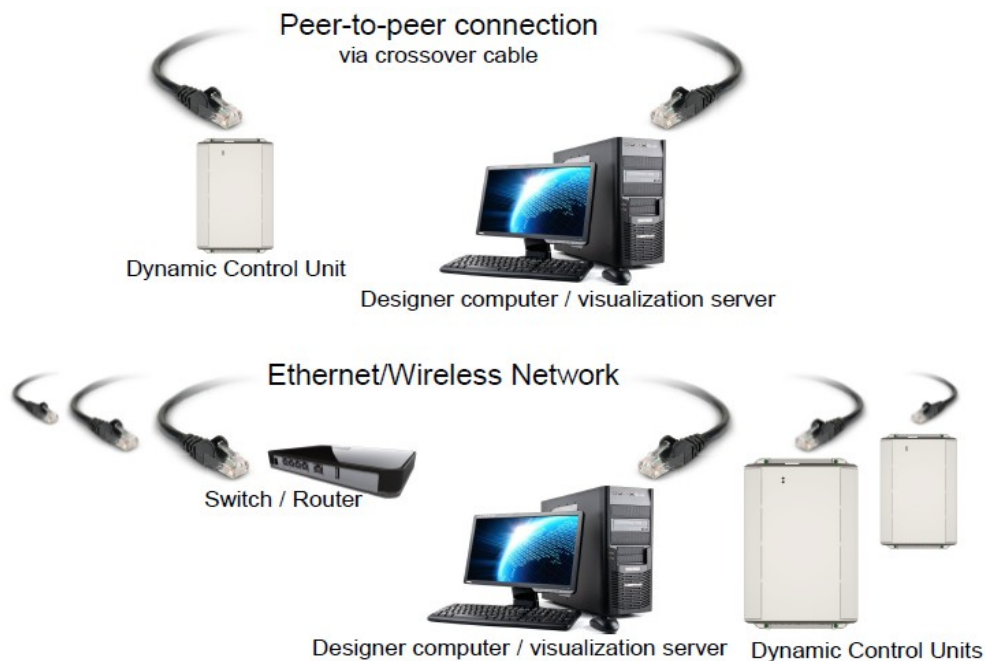 Peer-to-peer connection
via crossover cable
Dynamic Control Unit
Designer computer / visualization server
Ethernet/Wireless Network
Switch / Router
Designer computer / visualization server
Dynamic Control Units